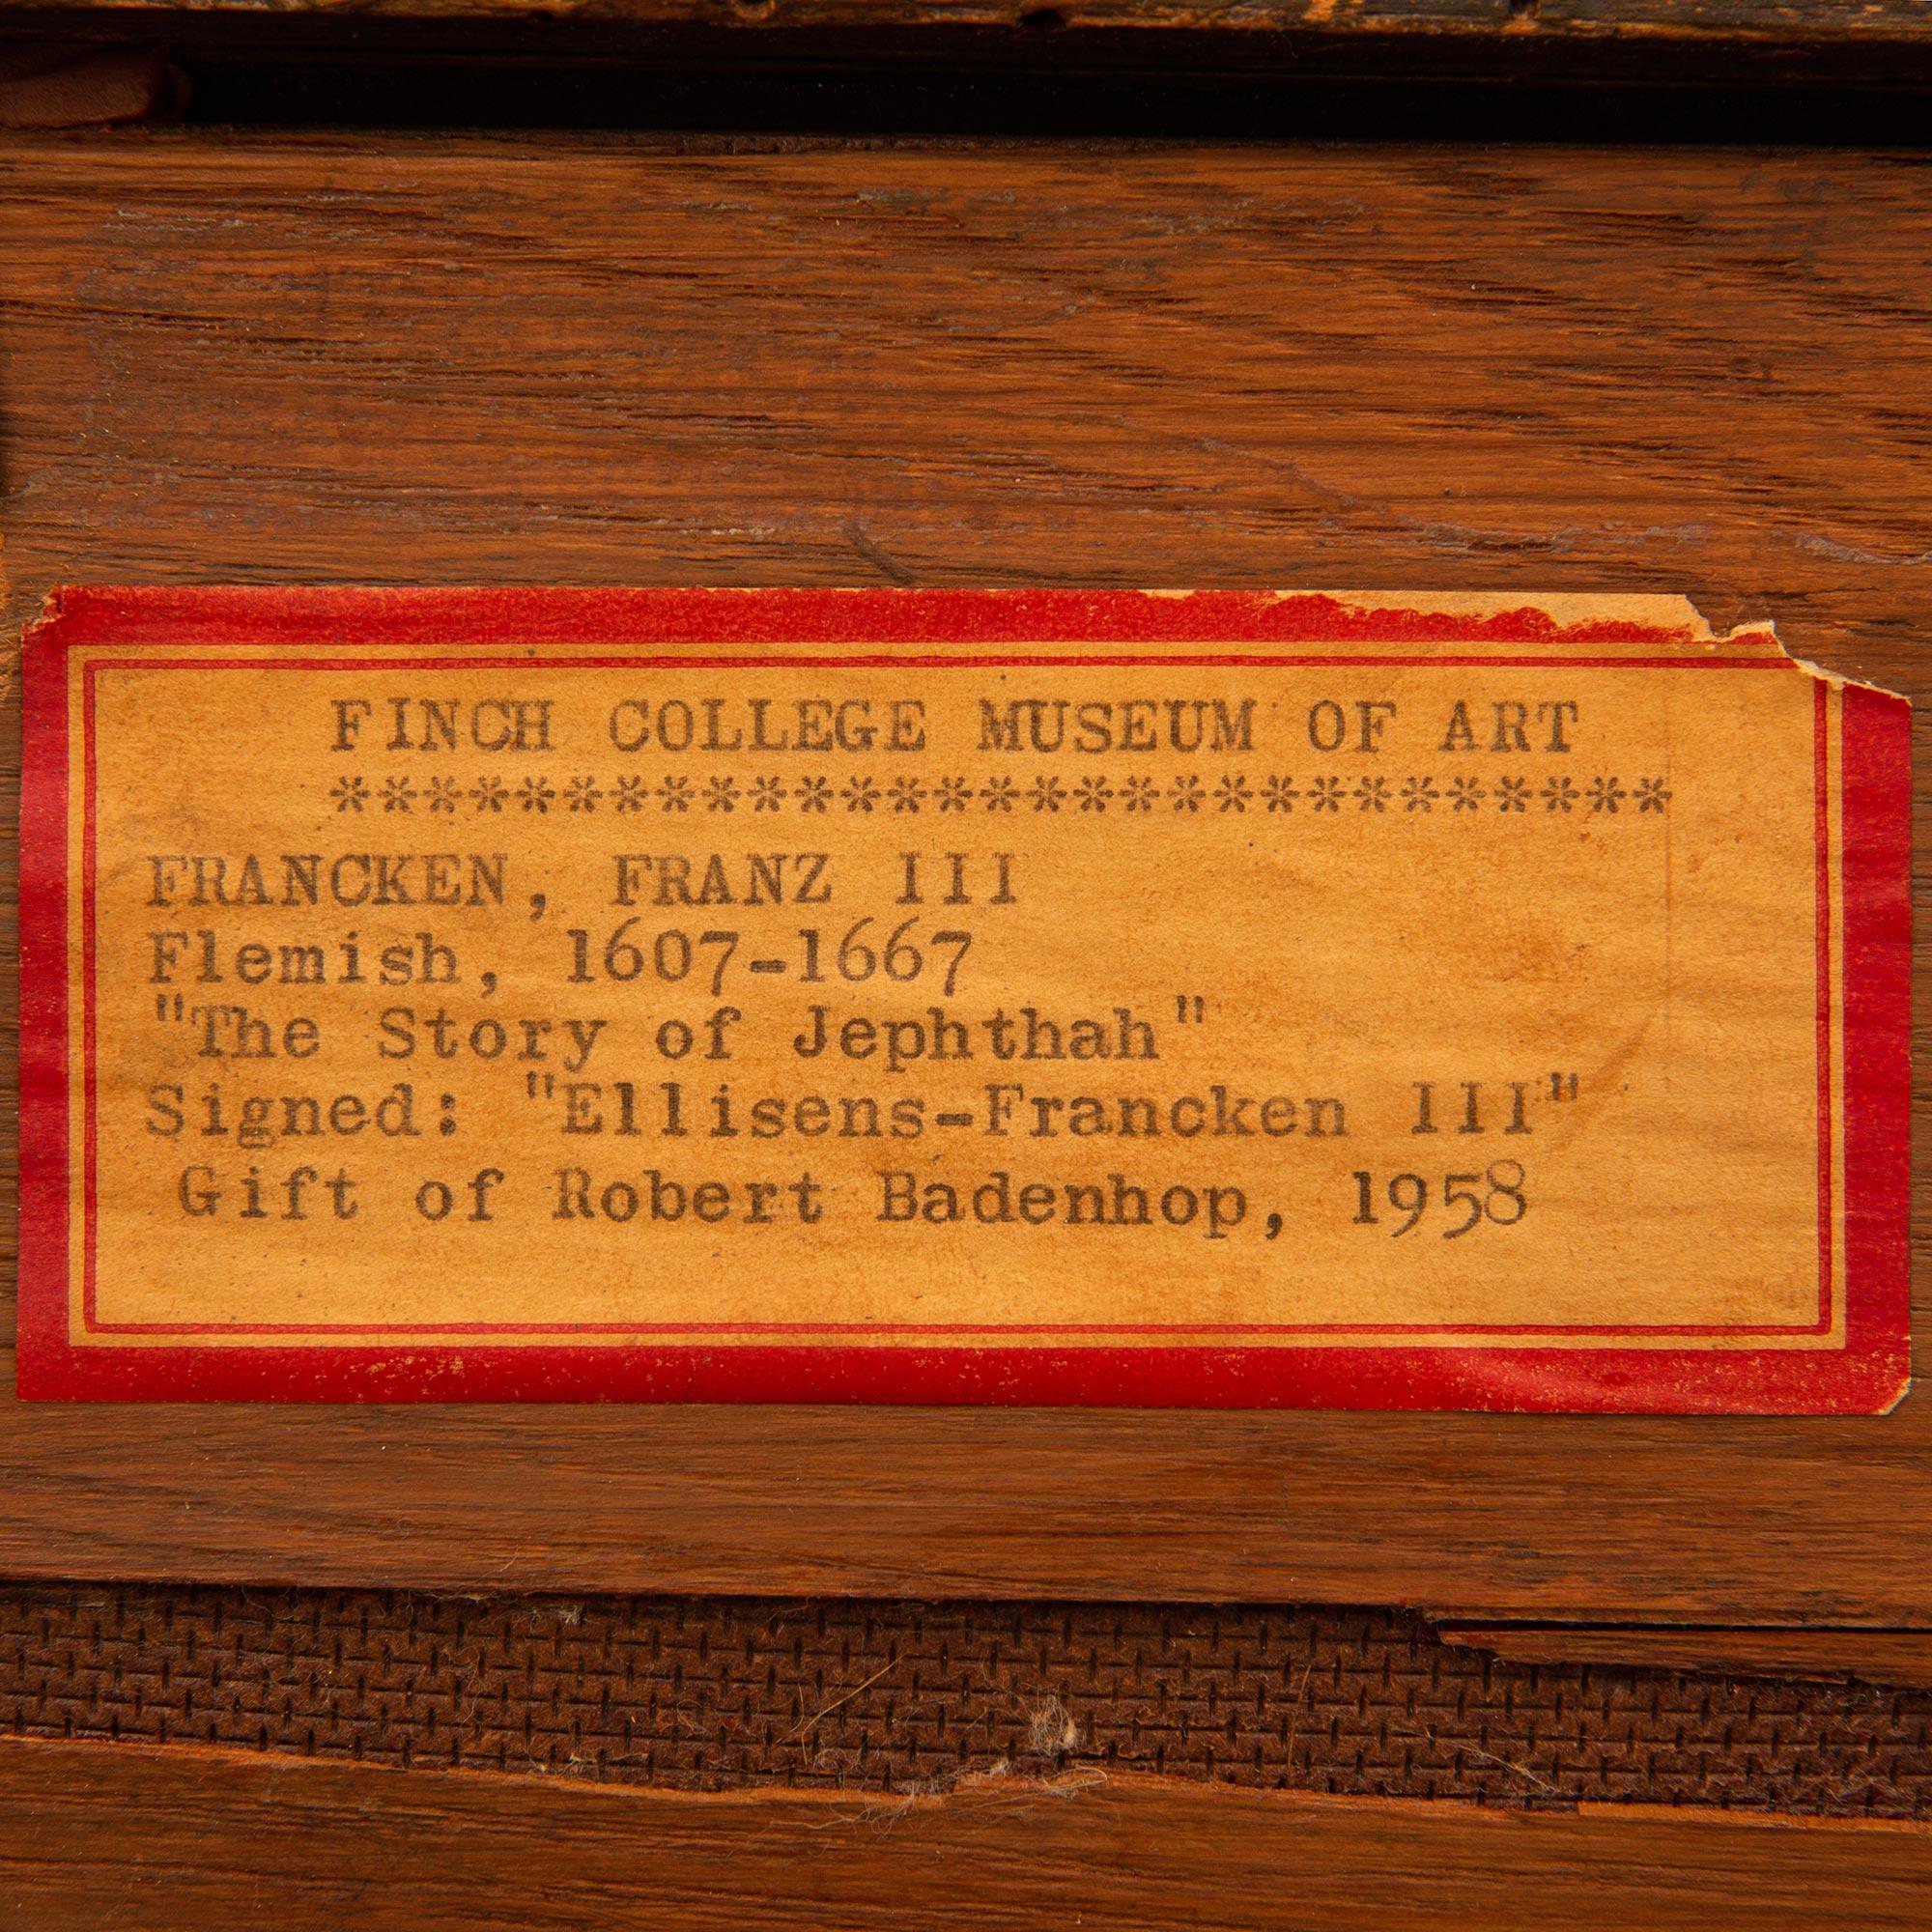 FINCH COLLEGE MUSEUM OF ART
*****************************
FRANCKEN, FRANZ III
Flemish, 1607-1667
"The Story of Jephthah"
Signed: "Ellisens-Francken III"
Gift of Robert Badenhop, 1958